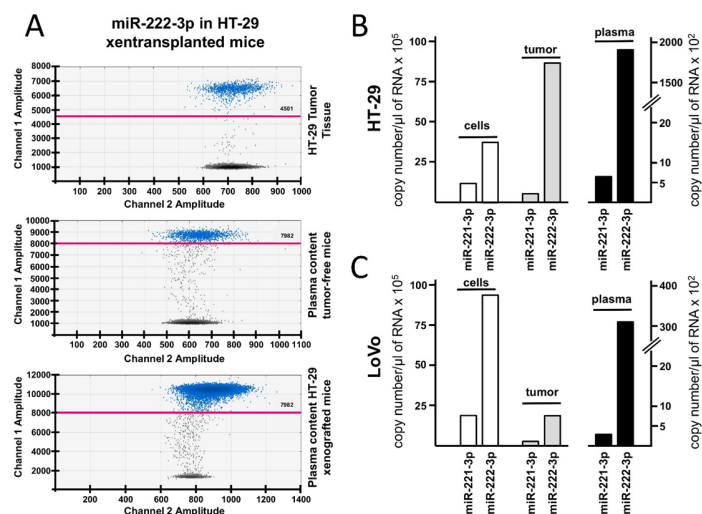 A
miR-222-3p in HT-29
xentransplanted mice
8000
7000
6000
5000
4000
3000
2000
1000
4501
0
100
200
300
400
500
600
700
800
900
1000
1100
Channel 1 Amplitude
Channel 2 Amplitude
HT-29 Tumor
Tissue
10000
9000
8000
7000
6000
5000
4000
3000
2000
1000
7982
0
100
200
300
400
500
600
700
800
900
1000
1100
Channel 1 Amplitude
Channel 2 Amplitude
Plasma content
tumor-free mice
12000
10000
8000
6000
4000
2000
7982
200
400
600
800
1000
1200
1400
Channel 1 Amplitude
Channel 2 Amplitude
Plasma content HT-29
xenografted mice
B
HT-29
copy number/µl of RNA x 10⁵
100
75
50
25
cells
tumor
plasma
miR-221-3p
miR-222-3p
miR-221-3p
miR-222-3p
miR-221-3p
miR-222-3p
2000
1500
20
10
5
copy number/µl of RNA x 10²
C
LoVo
copy number/µl of RNA x 10⁵
100
75
50
25
cells
tumor
plasma
miR-221-3p
miR-222-3p
miR-221-3p
miR-222-3p
miR-221-3p
miR-222-3p
400
300
20
10
5
copy number/µl of RNA x 10²